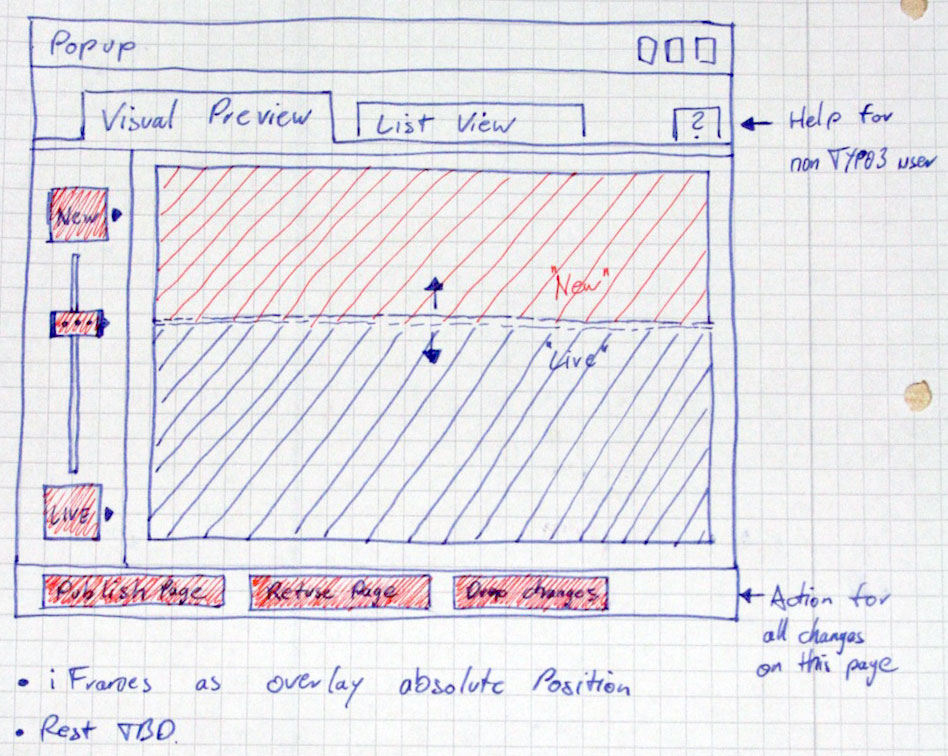 Popup
Visual Preview
List View
?
Help for
non TYPO3 user
New
"New"
"Live"
LIVE
Publish Page
Refuse Page
Drop changes
Action for
all changes
on this page
• iFrames as overlay absolute Position
• Rest TBD.